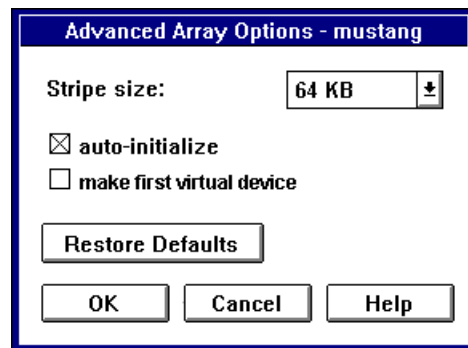 Advanced Array Options - mustang
Stripe size: 64 KB
auto-initialize
make first virtual device
Restore Defaults
OK Cancel Help